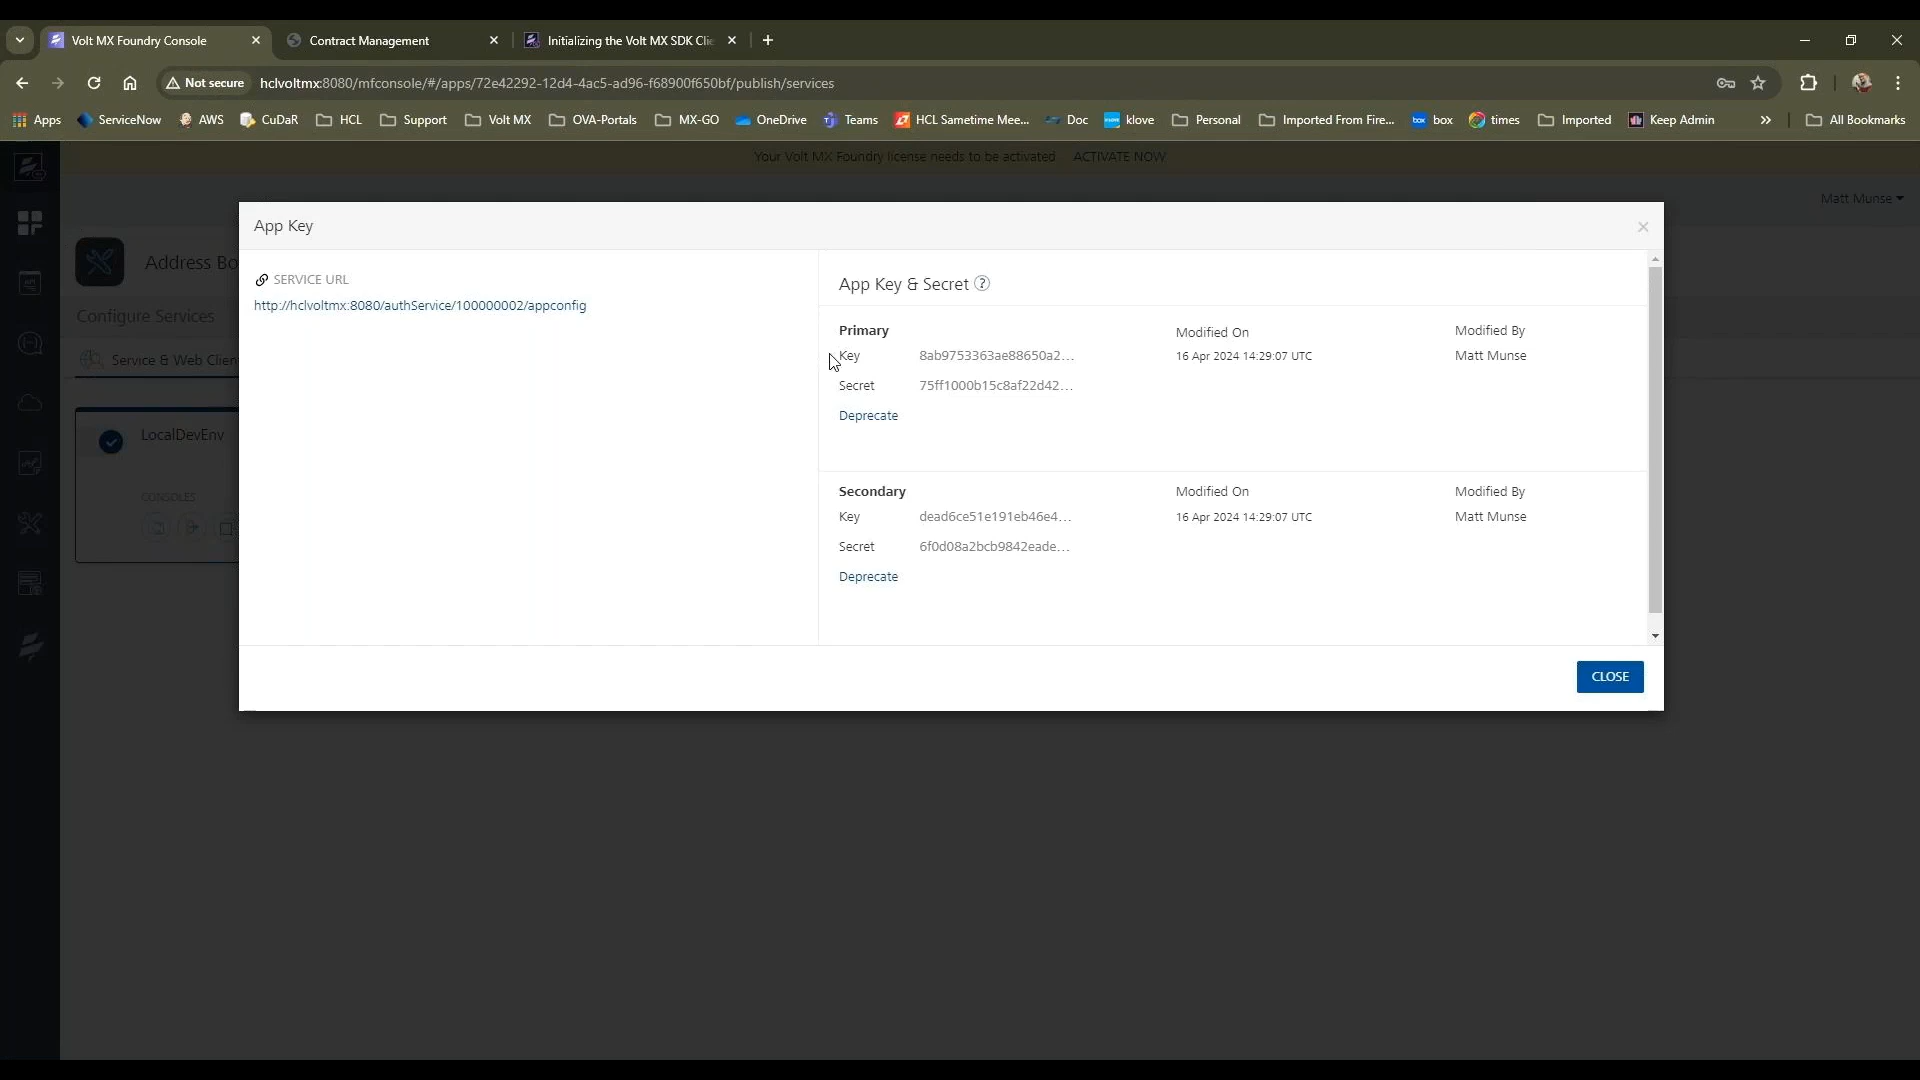 Volt MX Foundry Console
Contract Management
Initializing the Volt MX SDK Clie
Not secure
hclvoltmx:8080/mfconsole/#/apps/72e42292-12d4-4ac5-ad96-f68900f650bf/publish/services
Apps ServiceNow AWS CuDaR HCL Support Volt MX OVA-Portals MX-GO OneDrive Teams HCL Sametime Mee... Doc klove Personal Imported From Fire... box times Imported Keep Admin » All Bookmarks
Your Volt MX Foundry license needs to be activated ACTIVATE NOW
Matt Munse
App Key
Address Bo
SERVICE URL
http://hclvoltmx:8080/authService/100000002/appconfig
Configure Services
Service & Web Clien
LocalDevEnv
CONSOLES
App Key & Secret ?
Primary Modified On Modified By
Key 8ab9753363ae88650a2... 16 Apr 2024 14:29:07 UTC Matt Munse
Secret 75ff1000b15c8af22d42...
Deprecate
Secondary Modified On Modified By
Key dead6ce51e191eb46e4... 16 Apr 2024 14:29:07 UTC Matt Munse
Secret 6f0d08a2bcb9842eade...
Deprecate
CLOSE